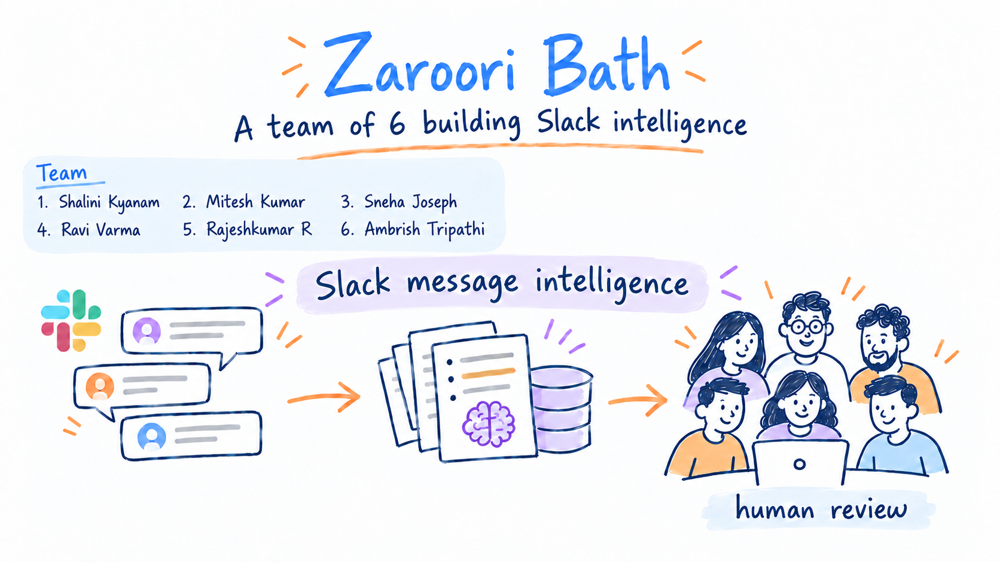 Zaroori Bath
A team of 6 building Slack intelligence
Team
1. Shalini Kyanam 2. Mitesh Kumar 3. Sneha Joseph
4. Ravi Varma 5. Rajeshkumar R 6. Ambrish Tripathi
Slack message intelligence
human review